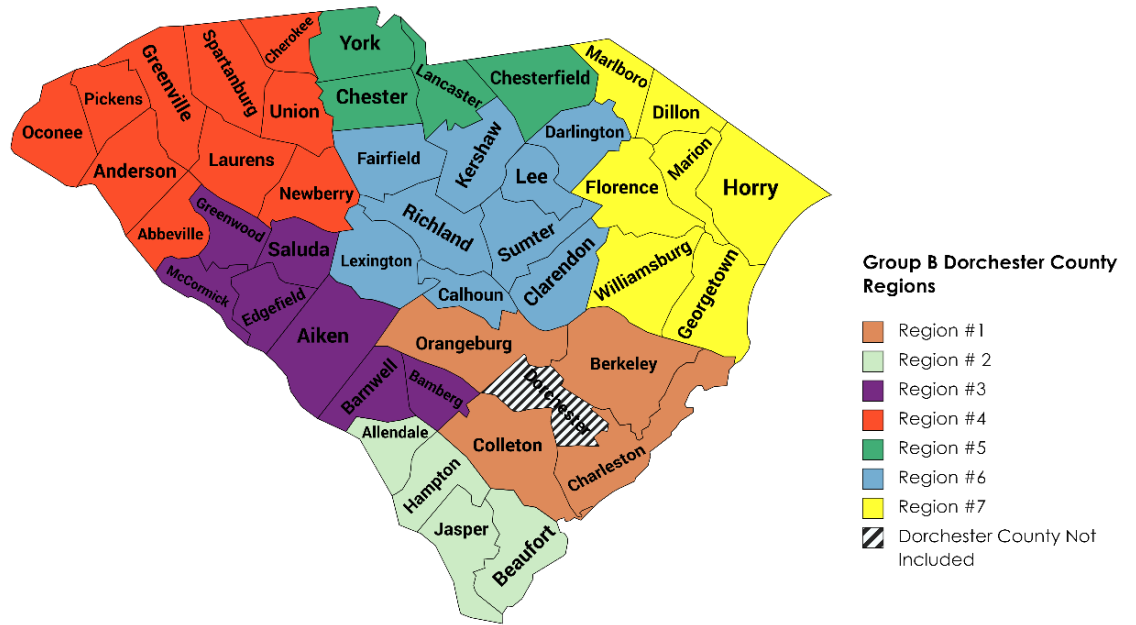 York
Cherokee
Spartanburg
Greenville
Marlboro
Lancaster
Chesterfield
Pickens
Chester
Union
Dillon
Oconee
Darlington
Kershaw
Fairfield
Marion
Laurens
Anderson
Lee
Florence
Horry
Newberry
Greenwood
Abbeville
Saluda
Richland
Sumter
Lexington
Clarendon
Williamsburg
Georgetown
McCormick
Edgefield
Calhoun
Aiken
Orangeburg
Berkeley
Barnwell
Bamberg
Dorchester
Allendale
Colleton
Charleston
Hampton
Jasper
Beaufort
Group B Dorchester County
Regions
Region #1
Region # 2
Region #3
Region #4
Region #5
Region #6
Region #7
Dorchester County Not
Included